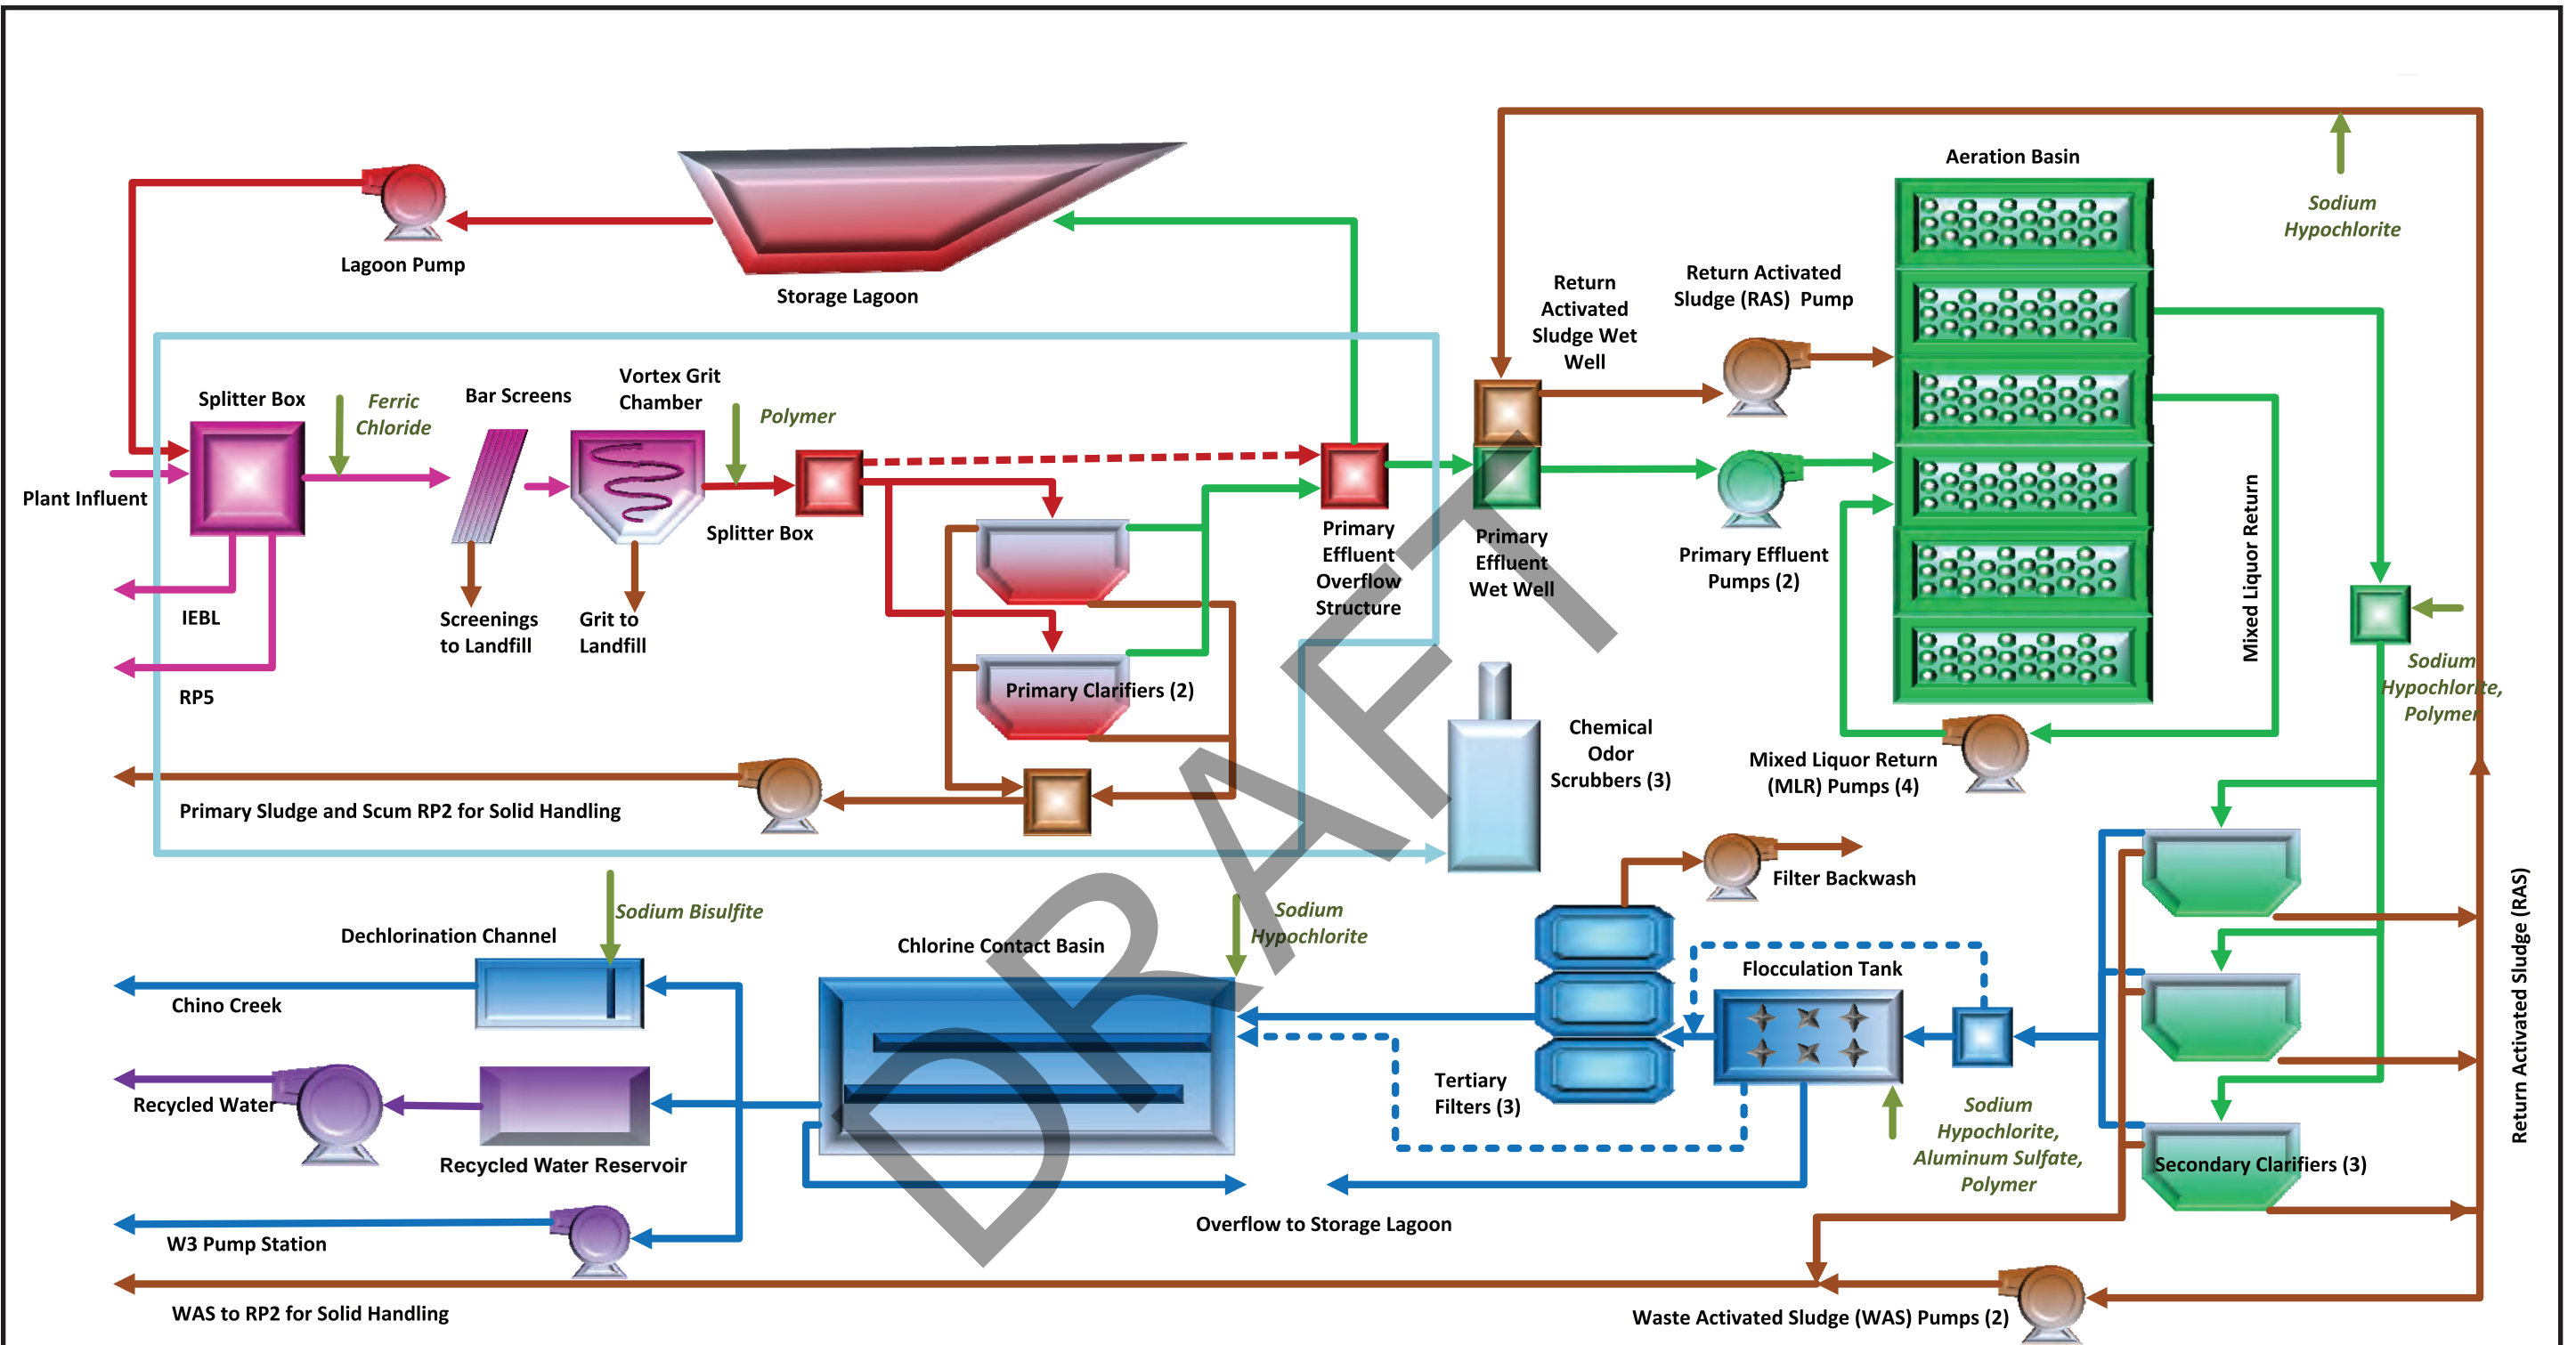 Aeration Basin
Sodium
Hypochlorite
Lagoon Pump
Storage Lagoon
Return
Activated
Sludge Wet
Well
Return Activated
Sludge (RAS)  Pump
Splitter Box
Ferric
Chloride
Bar Screens
Vortex Grit
Chamber
Polymer
Plant Influent
Splitter Box
Primary
Effluent
Overflow
Structure
Primary
Effluent
Wet Well
Primary Effluent
Pumps (2)
Mixed Liquor Return
IEBL
RP5
Screenings
to Landfill
Grit to
Landfill
Primary Clarifiers (2)
Sodium
Hypochlorite,
Polymer
Chemical
Odor
Scrubbers (3)
Mixed Liquor Return
(MLR) Pumps (4)
Primary Sludge and Scum RP2 for Solid Handling
DRAFT
Filter Backwash
Sodium Bisulfite
Dechlorination Channel
Chlorine Contact Basin
Sodium
Hypochlorite
Flocculation Tank
Return Activated Sludge (RAS)
Chino Creek
Tertiary
Filters (3)
Recycled Water
Recycled Water Reservoir
Sodium
Hypochlorite,
Aluminum Sulfate,
Polymer
Secondary Clarifiers (3)
Overflow to Storage Lagoon
W3 Pump Station
WAS to RP2 for Solid Handling
Waste Activated Sludge (WAS) Pumps (2)